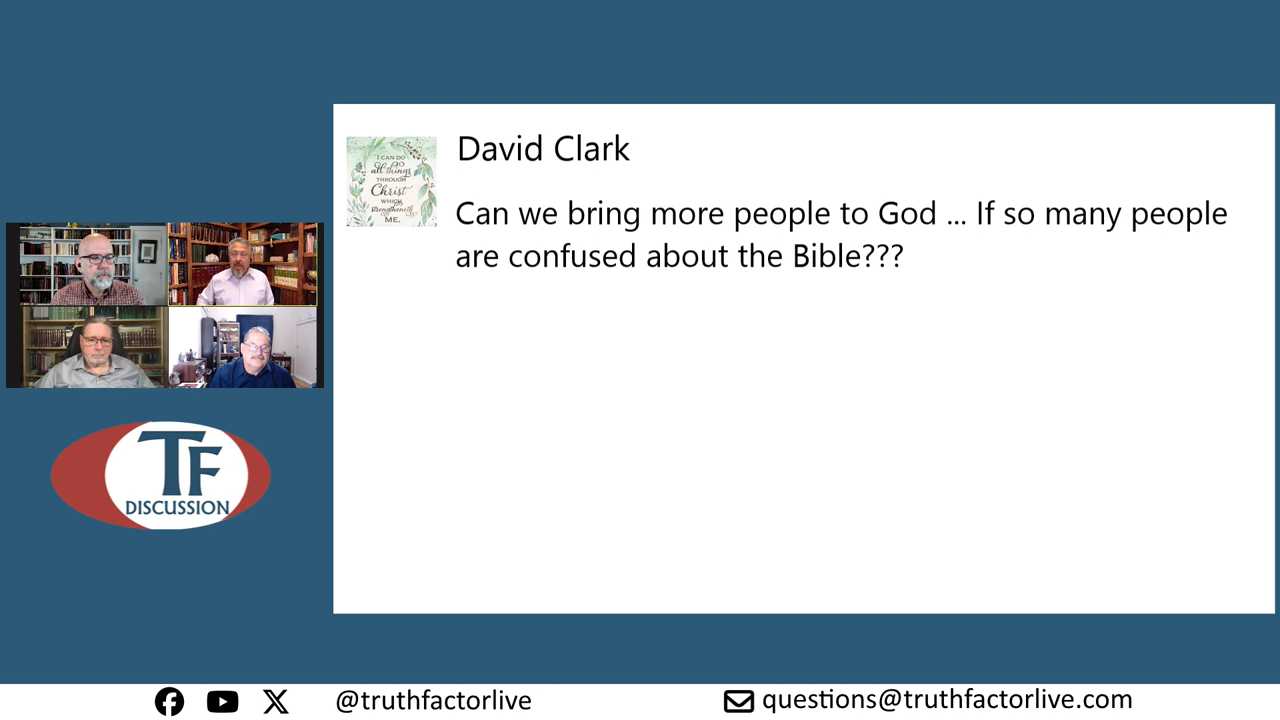 David Clark
Can we bring more people to God ... If so many people
are confused about the Bible???
I CAN DO
all things
THROUGH
Christ
WHICH
strengtheneth
ME.
TF
DISCUSSION
@truthfactorlive
questions@truthfactorlive.com